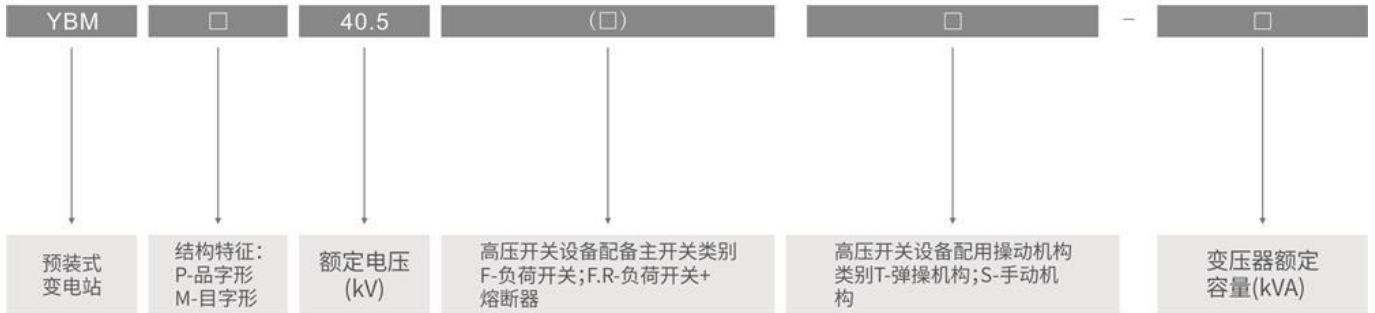 YBM □ 40.5 (□) □ - □
预装式
变电站
结构特征：
P-品字形
M-目字形
额定电压
(kV)
高压开关设备配备主开关类别
F-负荷开关;F.R-负荷开关+
熔断器
高压开关设备配用操动机构
类别T-弹操机构;S-手动机
构
变压器额定
容量(kVA)